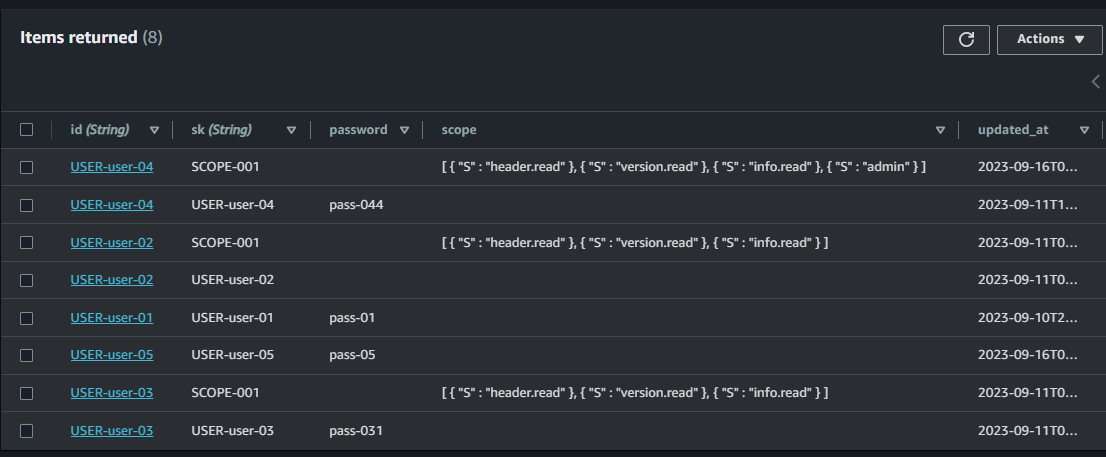 Items returned (8)
Actions
id (String) sk (String) password scope updated_at
USER-user-04 SCOPE-001 [ { "S" : "header.read" }, { "S" : "version.read" }, { "S" : "info.read" }, { "S" : "admin" } ] 2023-09-16T0...
USER-user-04 USER-user-04 pass-044 2023-09-11T1...
USER-user-02 SCOPE-001 [ { "S" : "header.read" }, { "S" : "version.read" }, { "S" : "info.read" } ] 2023-09-11T0...
USER-user-02 USER-user-02 2023-09-11T0...
USER-user-01 USER-user-01 pass-01 2023-09-10T2...
USER-user-05 USER-user-05 pass-05 2023-09-16T0...
USER-user-03 SCOPE-001 [ { "S" : "header.read" }, { "S" : "version.read" }, { "S" : "info.read" } ] 2023-09-11T0...
USER-user-03 USER-user-03 pass-031 2023-09-11T0...